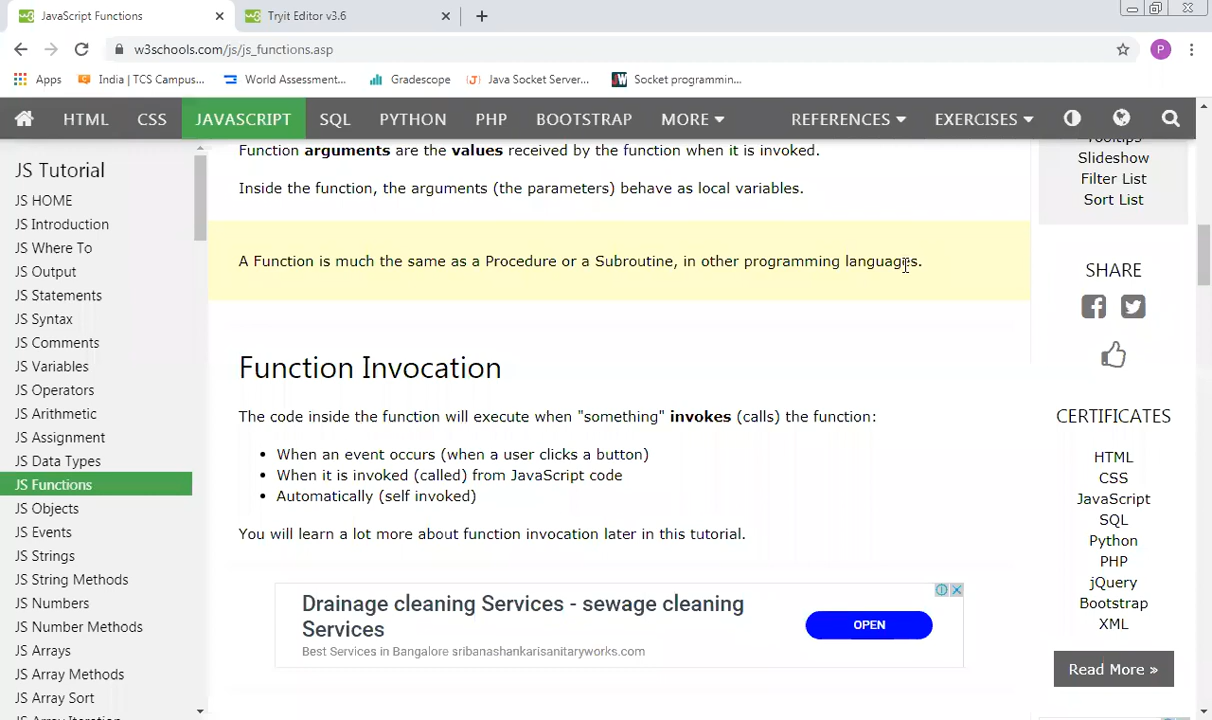 JavaScript Functions
Tryit Editor v3.6
w3schools.com/js/js_functions.asp
P
Apps
India | TCS Campus...
World Assessment...
Gradescope
Java Socket Server...
Socket programmin...
HTML
CSS
JAVASCRIPT
SQL
PYTHON
PHP
BOOTSTRAP
MORE
REFERENCES
EXERCISES
JS Tutorial
JS HOME
JS Introduction
JS Where To
JS Output
JS Statements
JS Syntax
JS Comments
JS Variables
JS Operators
JS Arithmetic
JS Assignment
JS Data Types
JS Functions
JS Objects
JS Events
JS Strings
JS String Methods
JS Numbers
JS Number Methods
JS Arrays
JS Array Methods
JS Array Sort
Function arguments are the values received by the function when it is invoked.
Inside the function, the arguments (the parameters) behave as local variables.
A Function is much the same as a Procedure or a Subroutine, in other programming languages.
Function Invocation
The code inside the function will execute when "something" invokes (calls) the function:
• When an event occurs (when a user clicks a button)
• When it is invoked (called) from JavaScript code
• Automatically (self invoked)
You will learn a lot more about function invocation later in this tutorial.
Drainage cleaning Services - sewage cleaning
Services
Best Services in Bangalore sribanashankarisanitaryworks.com
OPEN
Slideshow
Filter List
Sort List
SHARE
CERTIFICATES
HTML
CSS
JavaScript
SQL
Python
PHP
jQuery
Bootstrap
XML
Read More »